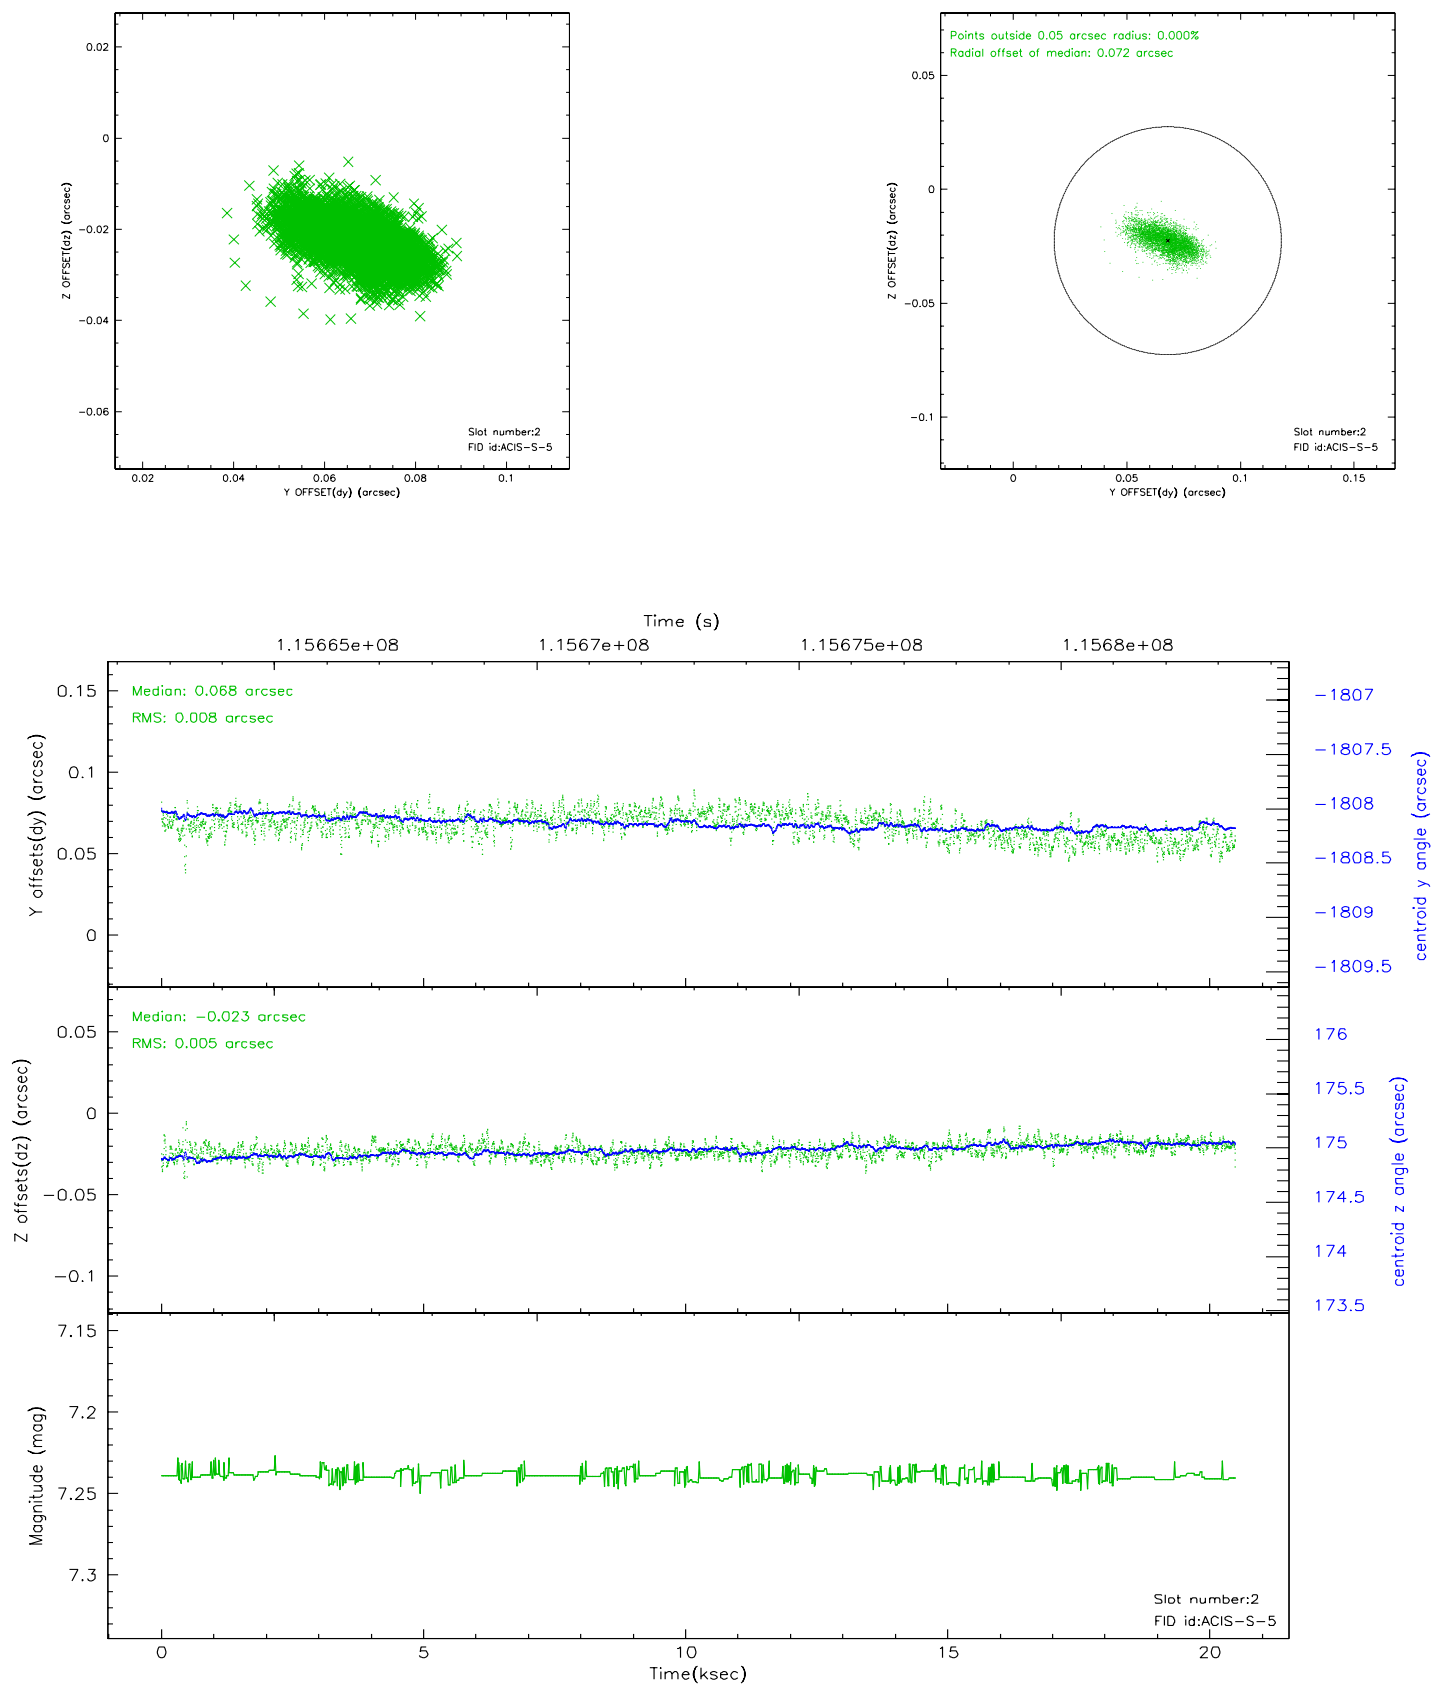 0.02
0
-0.02
-0.04
-0.06
Z OFFSET(dz) (arcsec)
Slot number:2
FID id:ACIS-S-5
0.02 0.04 0.06 0.08 0.1
Y OFFSET(dy) (arcsec)
Points outside 0.05 arcsec radius: 0.000%
Radial offset of median: 0.072 arcsec
0.05
0
-0.05
-0.1
Z OFFSET(dz) (arcsec)
Slot number:2
FID id:ACIS-S-5
0 0.05 0.1 0.15
Y OFFSET(dy) (arcsec)
Time (s)
1.15665e+08 1.1567e+08 1.15675e+08 1.1568e+08
Median: 0.068 arcsec
RMS: 0.008 arcsec
0.15
0.1
0.05
0
Y offsets(dy) (arcsec)
-1807
-1807.5
-1808
-1808.5
-1809
-1809.5
centroid y angle (arcsec)
Median: -0.023 arcsec
RMS: 0.005 arcsec
0.05
0
-0.05
-0.1
Z offsets(dz) (arcsec)
176
175.5
175
174.5
174
173.5
centroid z angle (arcsec)
7.15
7.2
7.25
7.3
Magnitude (mag)
Slot number:2
FID id:ACIS-S-5
0 5 10 15 20
Time(ksec)